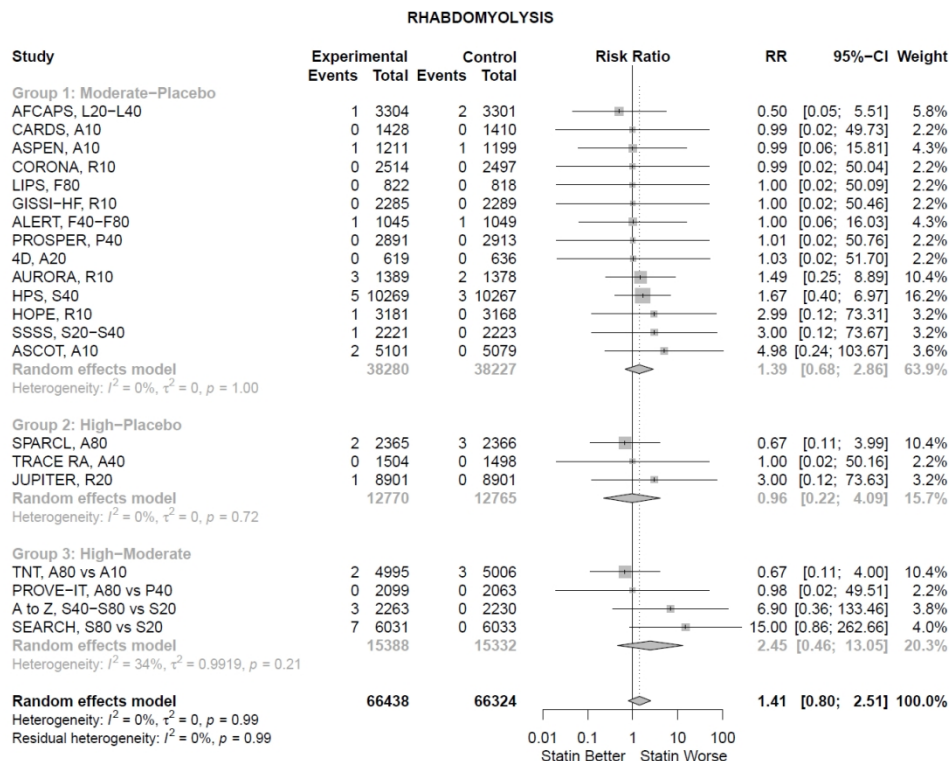 RHABDOMYOLYSIS
Study Experimental Control Risk Ratio RR 95%−CI Weight
Events Total Events Total
Group 1: Moderate−Placebo
AFCAPS, L20−L40 1 3304 2 3301 0.50 [0.05; 5.51] 5.8%
CARDS, A10 0 1428 0 1410 0.99 [0.02; 49.73] 2.2%
ASPEN, A10 1 1211 1 1199 0.99 [0.06; 15.81] 4.3%
CORONA, R10 0 2514 0 2497 0.99 [0.02; 50.04] 2.2%
LIPS, F80 0 822 0 818 1.00 [0.02; 50.09] 2.2%
GISSI−HF, R10 0 2285 0 2289 1.00 [0.02; 50.46] 2.2%
ALERT, F40−F80 1 1045 1 1049 1.00 [0.06; 16.03] 4.3%
PROSPER, P40 0 2891 0 2913 1.01 [0.02; 50.76] 2.2%
4D, A20 0 619 0 636 1.03 [0.02; 51.70] 2.2%
AURORA, R10 3 1389 2 1378 1.49 [0.25; 8.89] 10.4%
HPS, S40 5 10269 3 10267 1.67 [0.40; 6.97] 16.2%
HOPE, R10 1 3181 0 3168 2.99 [0.12; 73.31] 3.2%
SSSS, S20−S40 1 2221 0 2223 3.00 [0.12; 73.67] 3.2%
ASCOT, A10 2 5101 0 5079 4.98 [0.24; 103.67] 3.6%
Random effects model 38280 38227 1.39 [0.68; 2.86] 63.9%
Heterogeneity: I² = 0%, τ² = 0, p = 1.00
Group 2: High−Placebo
SPARCL, A80 2 2365 3 2366 0.67 [0.11; 3.99] 10.4%
TRACE RA, A40 0 1504 0 1498 1.00 [0.02; 50.16] 2.2%
JUPITER, R20 1 8901 0 8901 3.00 [0.12; 73.63] 3.2%
Random effects model 12770 12765 0.96 [0.22; 4.09] 15.7%
Heterogeneity: I² = 0%, τ² = 0, p = 0.72
Group 3: High−Moderate
TNT, A80 vs A10 2 4995 3 5006 0.67 [0.11; 4.00] 10.4%
PROVE−IT, A80 vs P40 0 2099 0 2063 0.98 [0.02; 49.51] 2.2%
A to Z, S40−S80 vs S20 3 2263 0 2230 6.90 [0.36; 133.46] 3.8%
SEARCH, S80 vs S20 7 6031 0 6033 15.00 [0.86; 262.66] 4.0%
Random effects model 15388 15332 2.45 [0.46; 13.05] 20.3%
Heterogeneity: I² = 34%, τ² = 0.9919, p = 0.21
Random effects model 66438 66324 1.41 [0.80; 2.51] 100.0%
Heterogeneity: I² = 0%, τ² = 0, p = 0.99
Residual heterogeneity: I² = 0%, p = 0.99
0.01 0.1 1 10 100
Statin Better Statin Worse